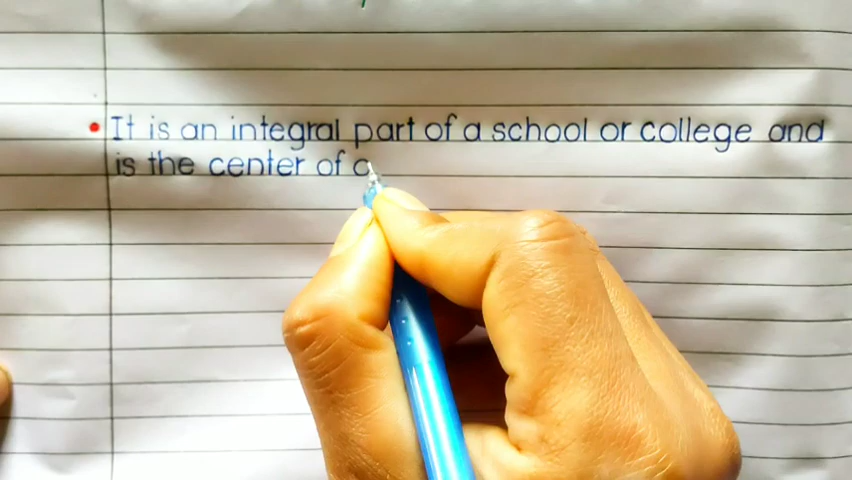 It is an integral part of a school or college and
is the center of a